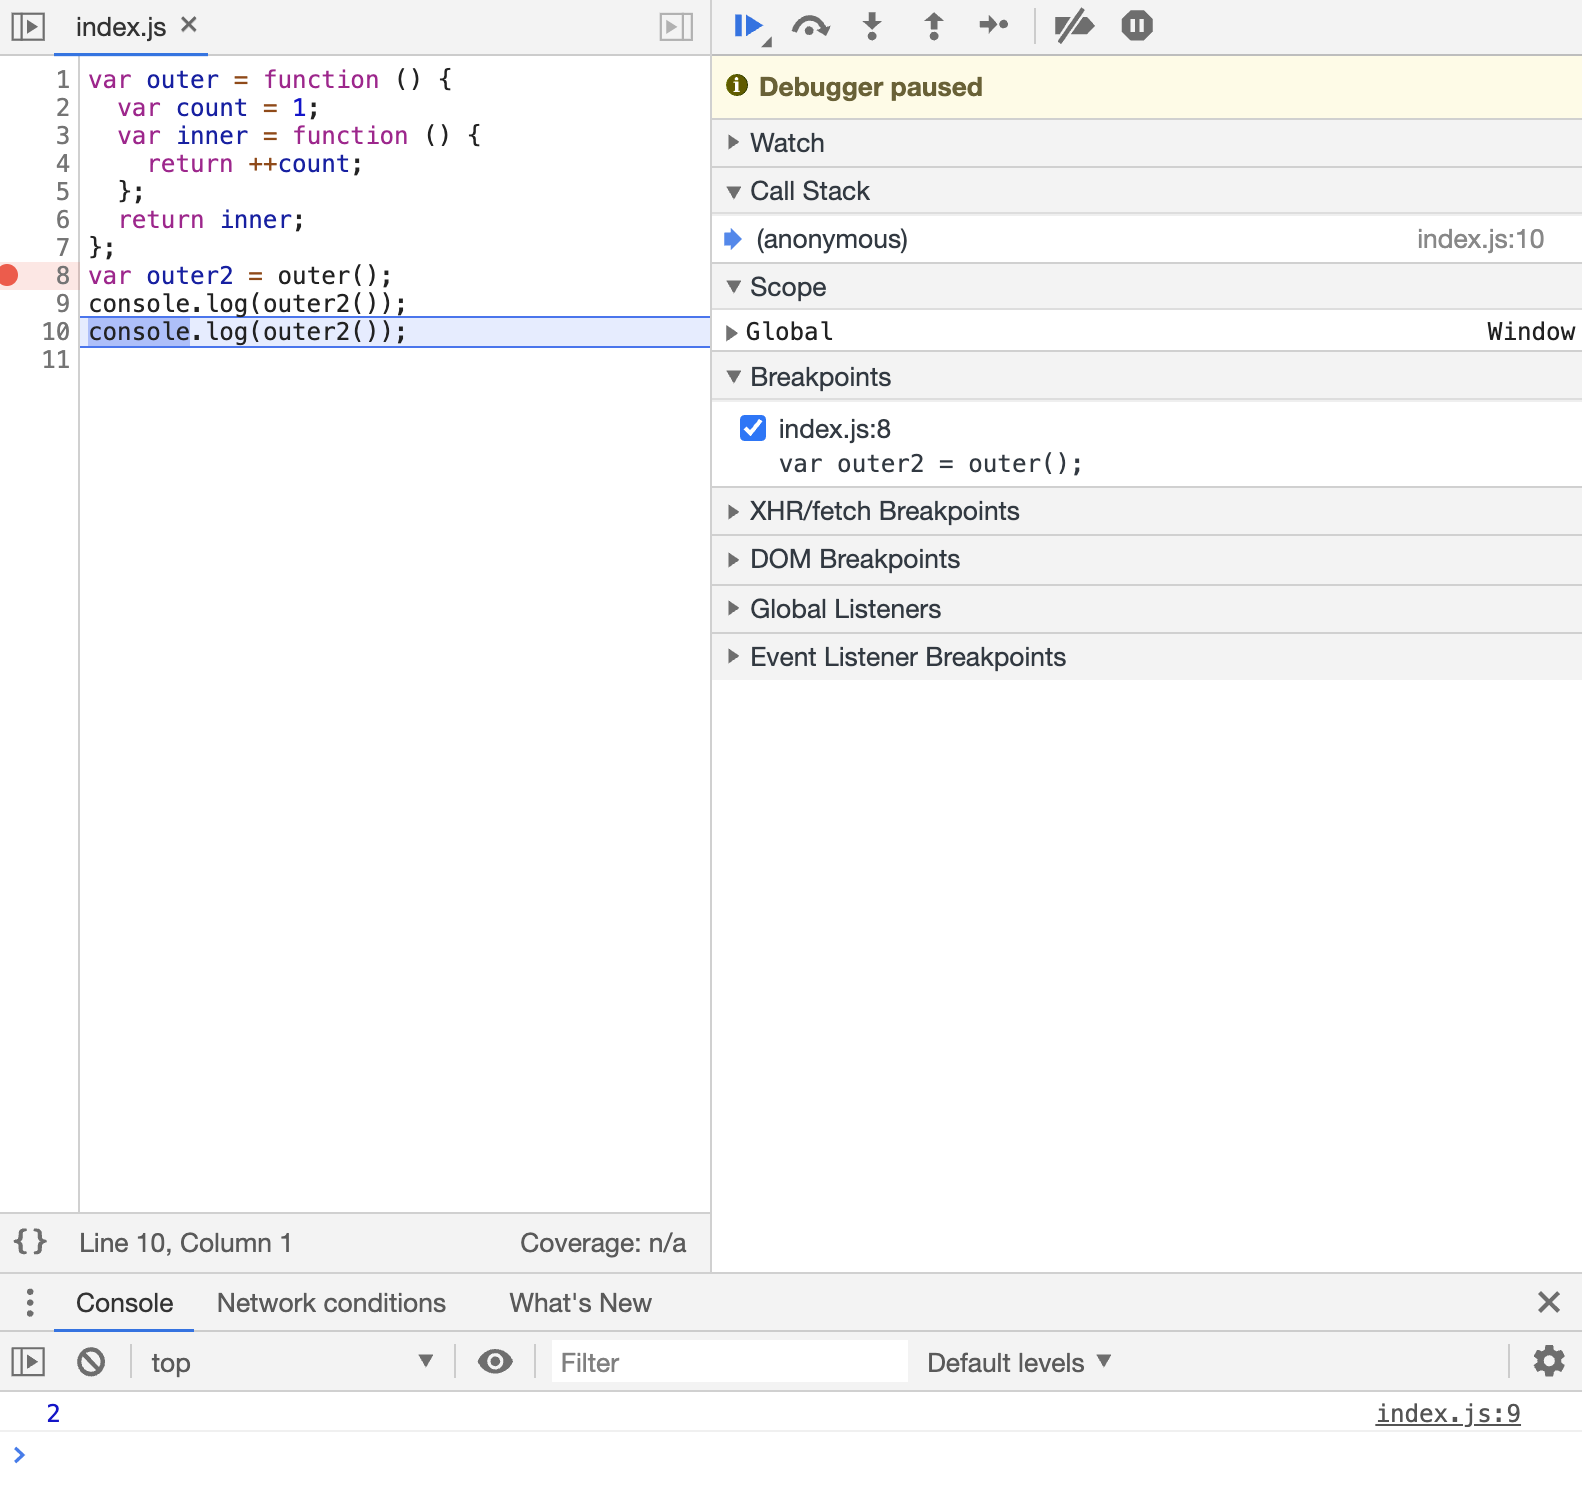 index.js ×
1 var outer = function () {
2   var count = 1;
3   var inner = function () {
4     return ++count;
5   };
6   return inner;
7 };
8 var outer2 = outer();
9 console.log(outer2());
10 console.log(outer2());
11
{} Line 10, Column 1 Coverage: n/a
Debugger paused
Watch
Call Stack
(anonymous) index.js:10
Scope
Global Window
Breakpoints
index.js:8
var outer2 = outer();
XHR/fetch Breakpoints
DOM Breakpoints
Global Listeners
Event Listener Breakpoints
Console Network conditions What's New
top Filter Default levels
2 index.js:9